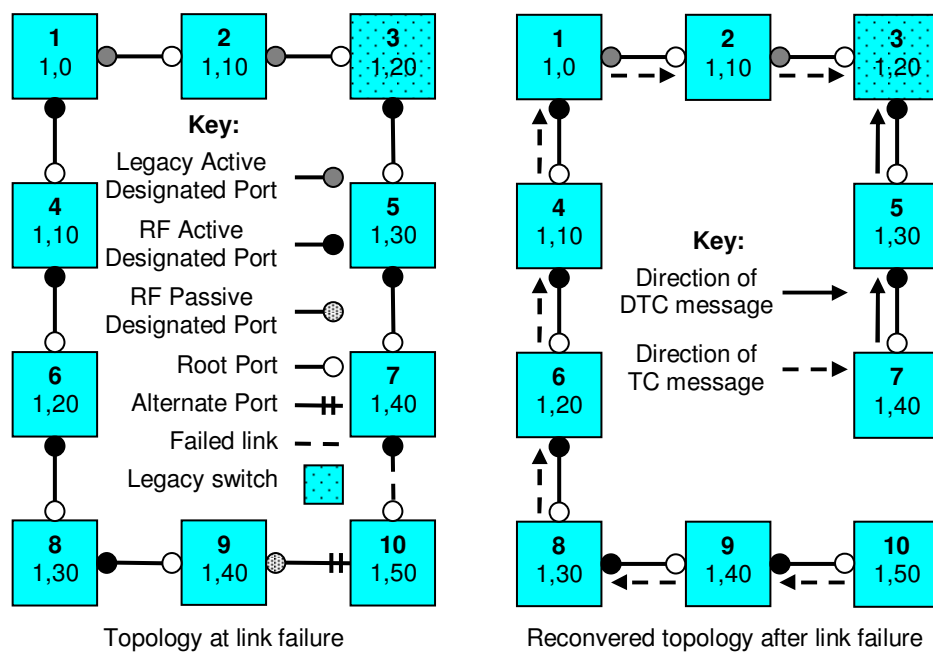 1
1,0
2
1,10
3
1,20
Key:
Legacy Active
Designated Port
RF Active
Designated Port
RF Passive
Designated Port
Root Port
Alternate Port
Failed link
Legacy switch
4
1,10
5
1,30
6
1,20
7
1,40
8
1,30
9
1,40
10
1,50
Topology at link failure
1
1,0
2
1,10
3
1,20
4
1,10
5
1,30
Key:
Direction of
DTC message
Direction of
TC message
6
1,20
7
1,40
8
1,30
9
1,40
10
1,50
Reconvered topology after link failure